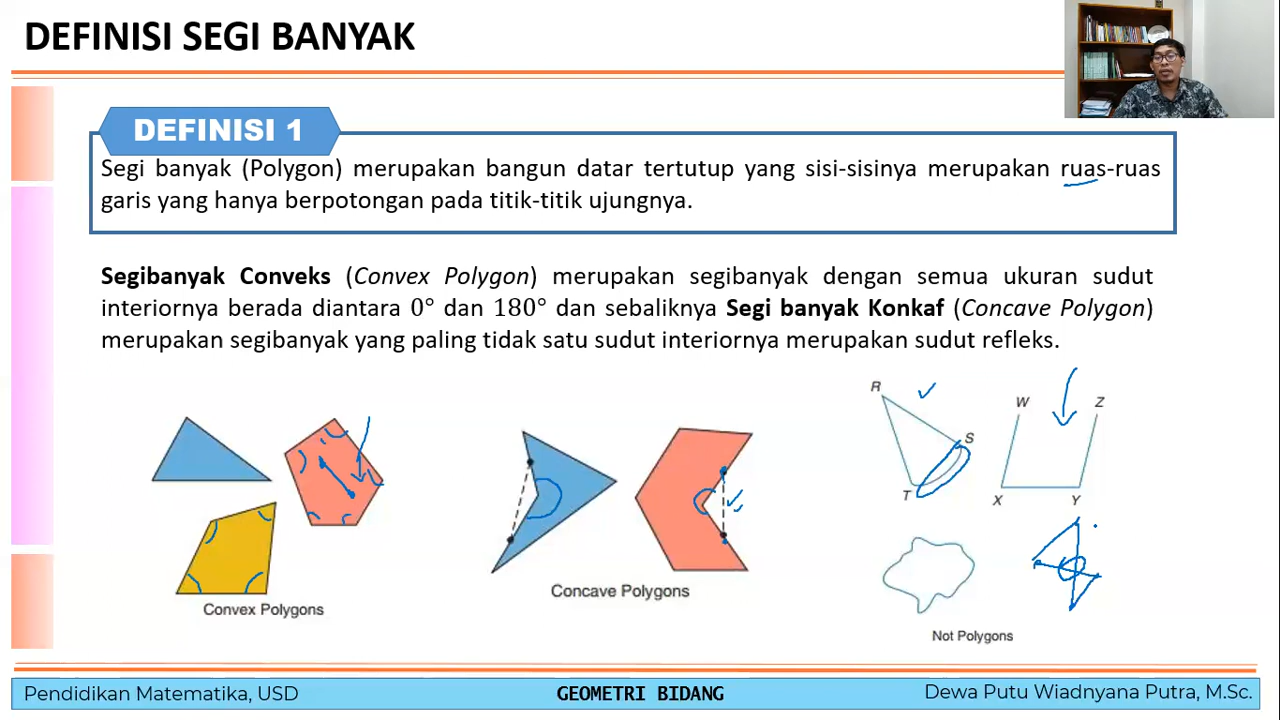 DEFINISI SEGI BANYAK
DEFINISI 1
Segi banyak (Polygon) merupakan bangun datar tertutup yang sisi-sisinya merupakan ruas-ruas
garis yang hanya berpotongan pada titik-titik ujungnya.
Segibanyak Conveks (Convex Polygon) merupakan segibanyak dengan semua ukuran sudut
interiornya berada diantara 0° dan 180° dan sebaliknya Segi banyak Konkaf (Concave Polygon)
merupakan segibanyak yang paling tidak satu sudut interiornya merupakan sudut refleks.
R
S
T
W
Z
X
Y
Convex Polygons
Concave Polygons
Not Polygons
Pendidikan Matematika, USD
GEOMETRI BIDANG
Dewa Putu Wiadnyana Putra, M.Sc.